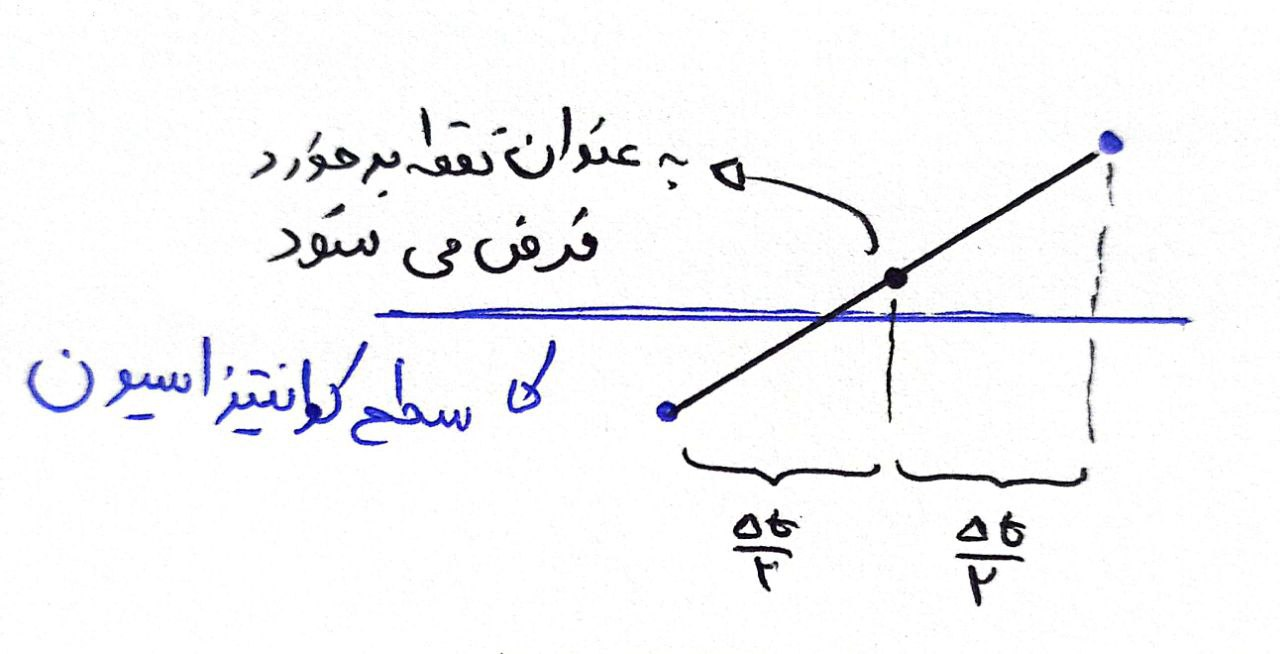 به عنوان نقطه برخورد
فرض می شود
سطح کوانتیزاسیون
Δt/۲
Δt/۲